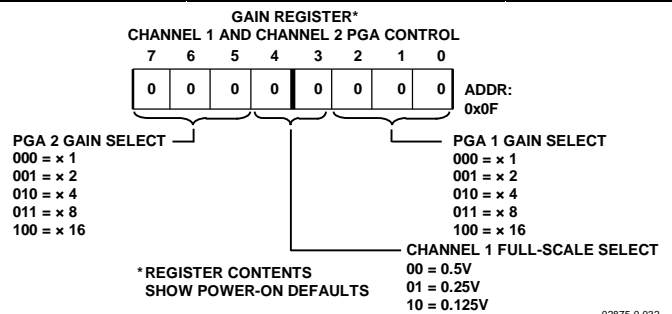 GAIN REGISTER*
CHANNEL 1 AND CHANNEL 2 PGA CONTROL
7 6 5 4 3 2 1 0
0 0 0 0 0 0 0 0 ADDR:
0x0F
PGA 2 GAIN SELECT
000 = × 1
001 = × 2
010 = × 4
011 = × 8
100 = × 16
PGA 1 GAIN SELECT
000 = × 1
001 = × 2
010 = × 4
011 = × 8
100 = × 16
CHANNEL 1 FULL-SCALE SELECT
00 = 0.5V
01 = 0.25V
10 = 0.125V
*REGISTER CONTENTS
SHOW POWER-ON DEFAULTS